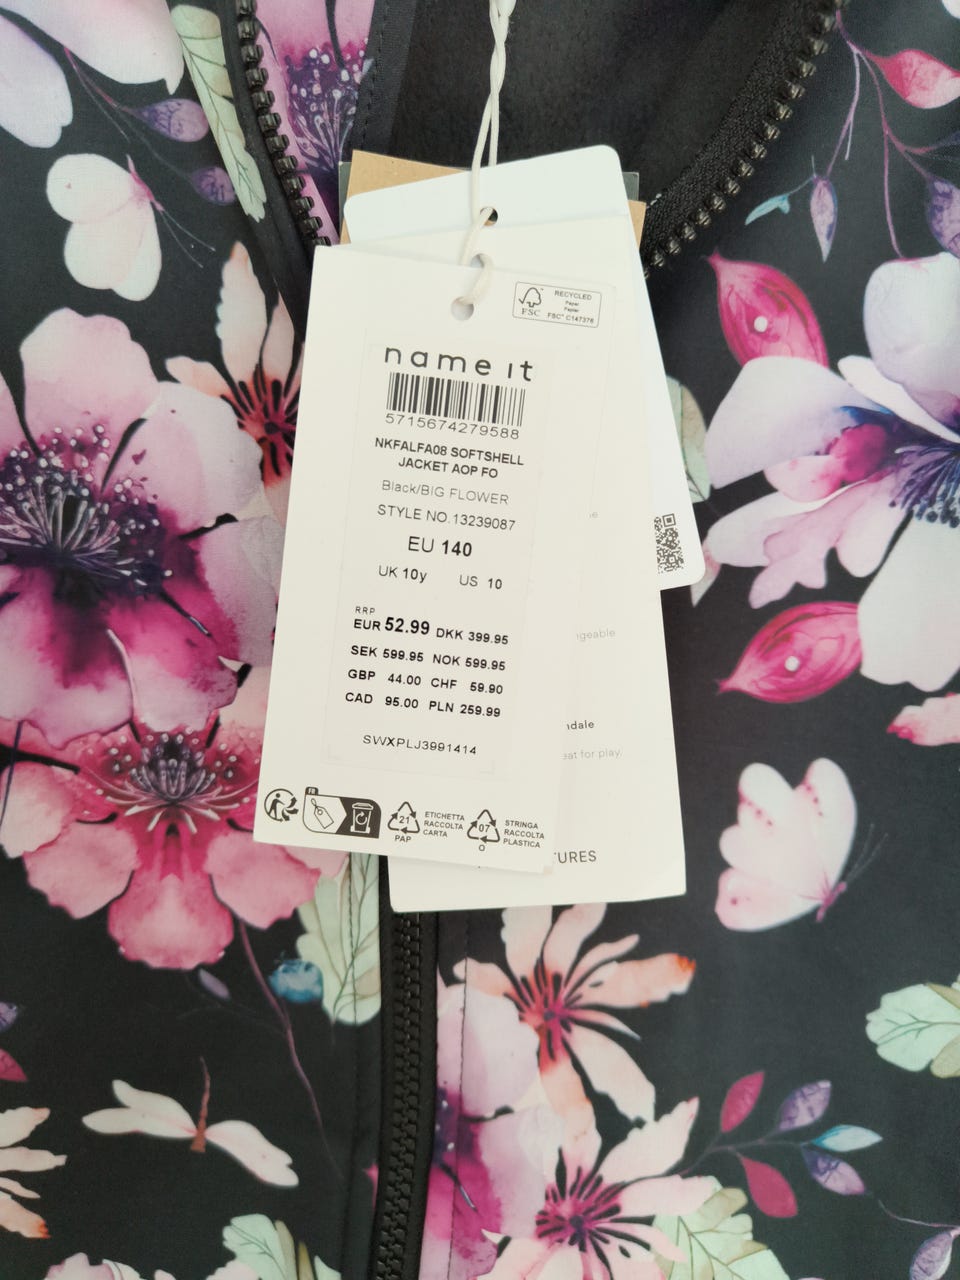 RECYCLED
Paper
Papier
FSC
FSC® C147376
name it
5715674279588
NKFALFA08 SOFTSHELL
JACKET AOP FO
Black/BIG FLOWER
STYLE NO.13239087
EU 140
UK 10y US 10
RRP
EUR 52.99 DKK 399.95
SEK 599.95 NOK 599.95
GBP 44.00 CHF 59.90
CAD 95.00 PLN 259.99
SWXPLJ3991414
FR
21
PAP
ETICHETTA
RACCOLTA
CARTA
07
O
STRINGA
RACCOLTA
PLASTICA
ngeable
ndale
eat for play.
TURES